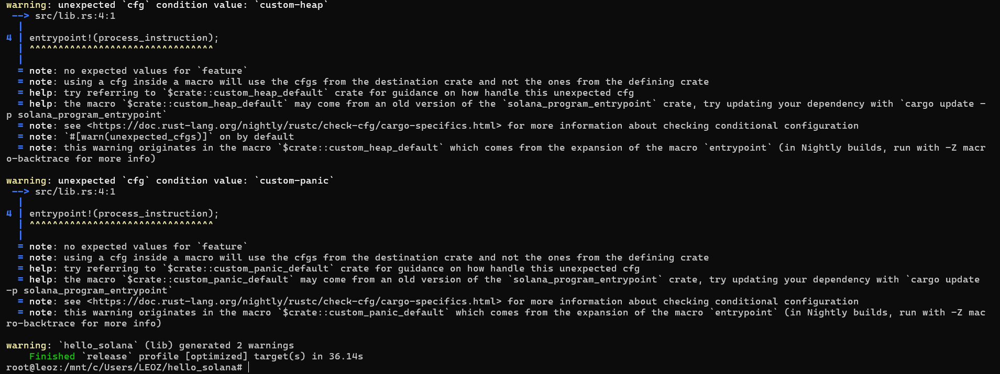 warning: unexpected `cfg` condition value: `custom-heap`
 --> src/lib.rs:4:1
  |
4 | entrypoint!(process_instruction);
  | ^^^^^^^^^^^^^^^^^^^^^^^^^^^^^^^^
  |
  = note: no expected values for `feature`
  = note: using a cfg inside a macro will use the cfgs from the destination crate and not the ones from the defining crate
  = help: try referring to `$crate::custom_heap_default` crate for guidance on how handle this unexpected cfg
  = help: the macro `$crate::custom_heap_default` may come from an old version of the `solana_program_entrypoint` crate, try updating your dependency with `cargo update -
p solana_program_entrypoint`
  = note: see <https://doc.rust-lang.org/nightly/rustc/check-cfg/cargo-specifics.html> for more information about checking conditional configuration
  = note: `#[warn(unexpected_cfgs)]` on by default
  = note: this warning originates in the macro `$crate::custom_heap_default` which comes from the expansion of the macro `entrypoint` (in Nightly builds, run with -Z macr
o-backtrace for more info)

warning: unexpected `cfg` condition value: `custom-panic`
 --> src/lib.rs:4:1
  |
4 | entrypoint!(process_instruction);
  | ^^^^^^^^^^^^^^^^^^^^^^^^^^^^^^^^
  |
  = note: no expected values for `feature`
  = note: using a cfg inside a macro will use the cfgs from the destination crate and not the ones from the defining crate
  = help: try referring to `$crate::custom_panic_default` crate for guidance on how handle this unexpected cfg
  = help: the macro `$crate::custom_panic_default` may come from an old version of the `solana_program_entrypoint` crate, try updating your dependency with `cargo update
-p solana_program_entrypoint`
  = note: see <https://doc.rust-lang.org/nightly/rustc/check-cfg/cargo-specifics.html> for more information about checking conditional configuration
  = note: this warning originates in the macro `$crate::custom_panic_default` which comes from the expansion of the macro `entrypoint` (in Nightly builds, run with -Z mac
ro-backtrace for more info)

warning: `hello_solana` (lib) generated 2 warnings
    Finished `release` profile [optimized] target(s) in 36.14s
root@leoz:/mnt/c/Users/LEOZ/hello_solana#